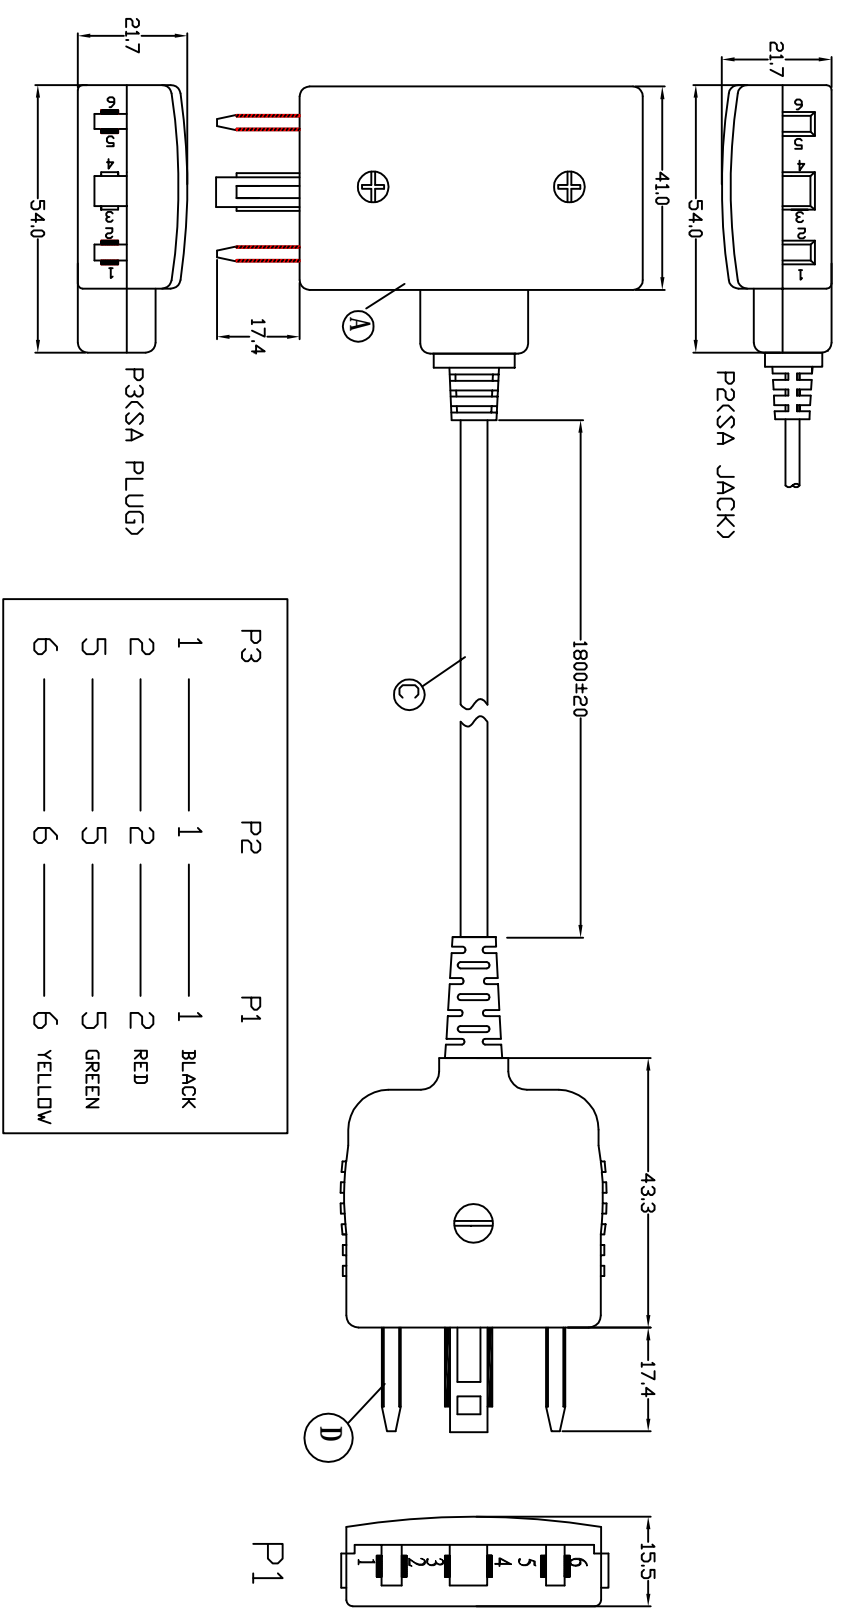 21.7
6 5 4 3 2 1
P2(SA JACK)
54.0
41.0
43.3
17.4
15.5
1800±20
1 2 3 4 5 6
C
A
D
17.4
P1
P3 P2 P1
1 1 1 BLACK
2 2 2 RED
5 5 5 GREEN
6 6 6 YELLOW
21.7
6 5 4 3 2 1
P3(SA PLUG)
54.0